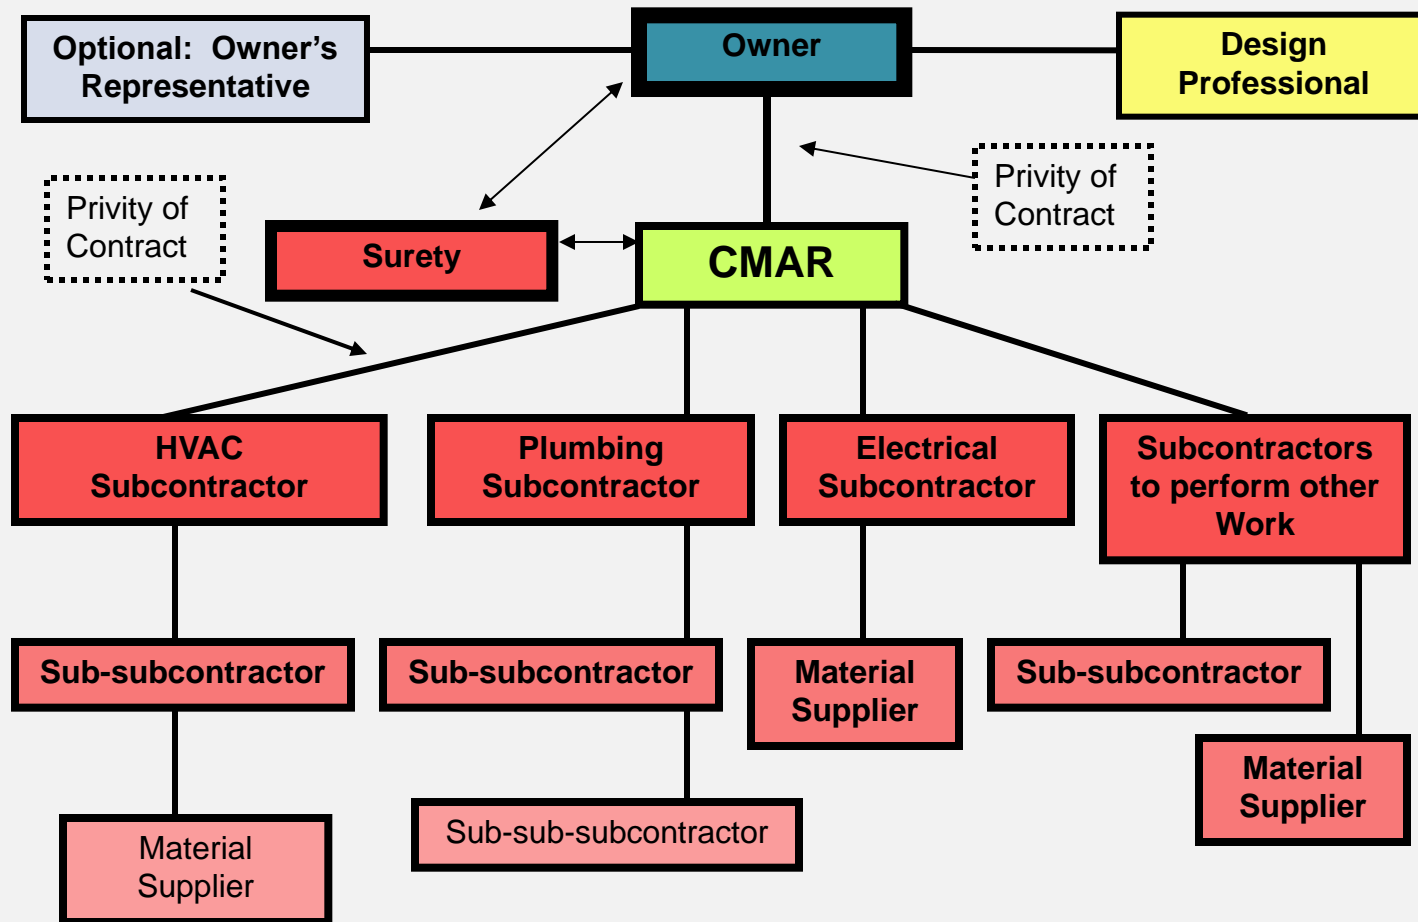 Optional: Owner's
Representative
Owner
Design
Professional
Privity of
Contract
Privity of
Contract
Surety
CMAR
HVAC
Subcontractor
Plumbing
Subcontractor
Electrical
Subcontractor
Subcontractors
to perform other
Work
Sub-subcontractor
Sub-subcontractor
Material
Supplier
Sub-subcontractor
Material
Supplier
Material
Supplier
Sub-sub-subcontractor